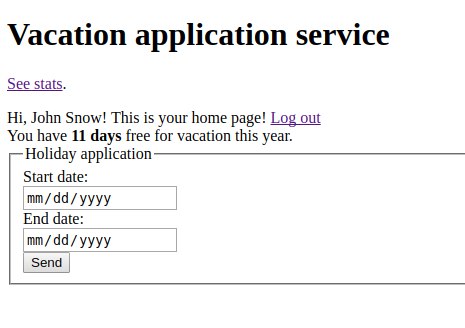 Vacation application service
See stats.
Hi, John Snow! This is your home page! Log out
You have 11 days free for vacation this year.
Holiday application
Start date:
mm/dd/yyyy
End date:
mm/dd/yyyy
Send